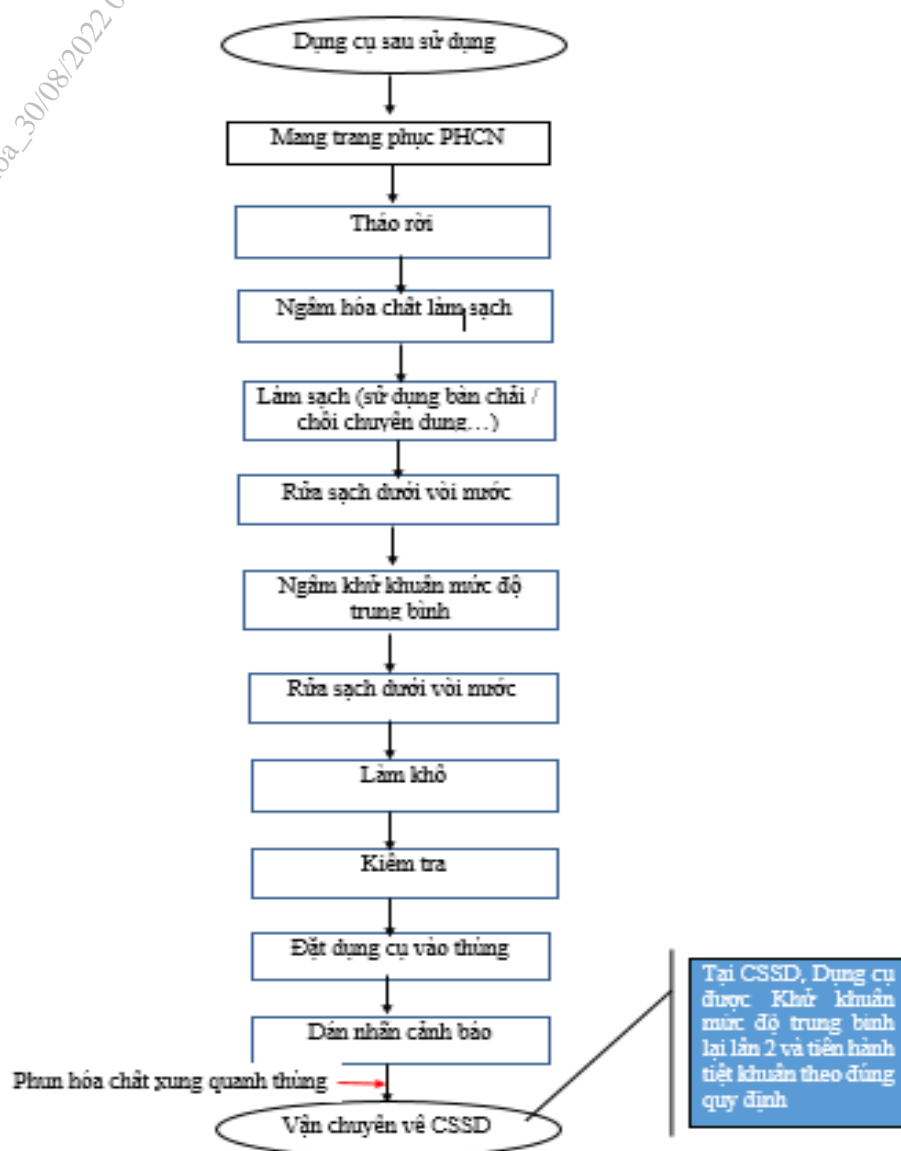 oa_30/08/2022
Dụng cụ sau sử dụng
Mang trang phục PHCN
Tháo rời
Ngâm hóa chất làm sạch
Làm sạch (sử dụng bàn chải /
chổi chuyên dụng…)
Rửa sạch dưới vòi nước
Ngâm khử khuẩn mức độ
trung bình
Rửa sạch dưới vòi nước
Làm khô
Kiểm tra
Đặt dụng cụ vào thùng
Dán nhãn cảnh báo
Phun hóa chất xung quanh thùng
Vận chuyển về CSSD
Tại CSSD, Dụng cụ
được Khử khuẩn
mức độ trung bình
lại lần 2 và tiến hành
tiệt khuẩn theo đúng
quy định